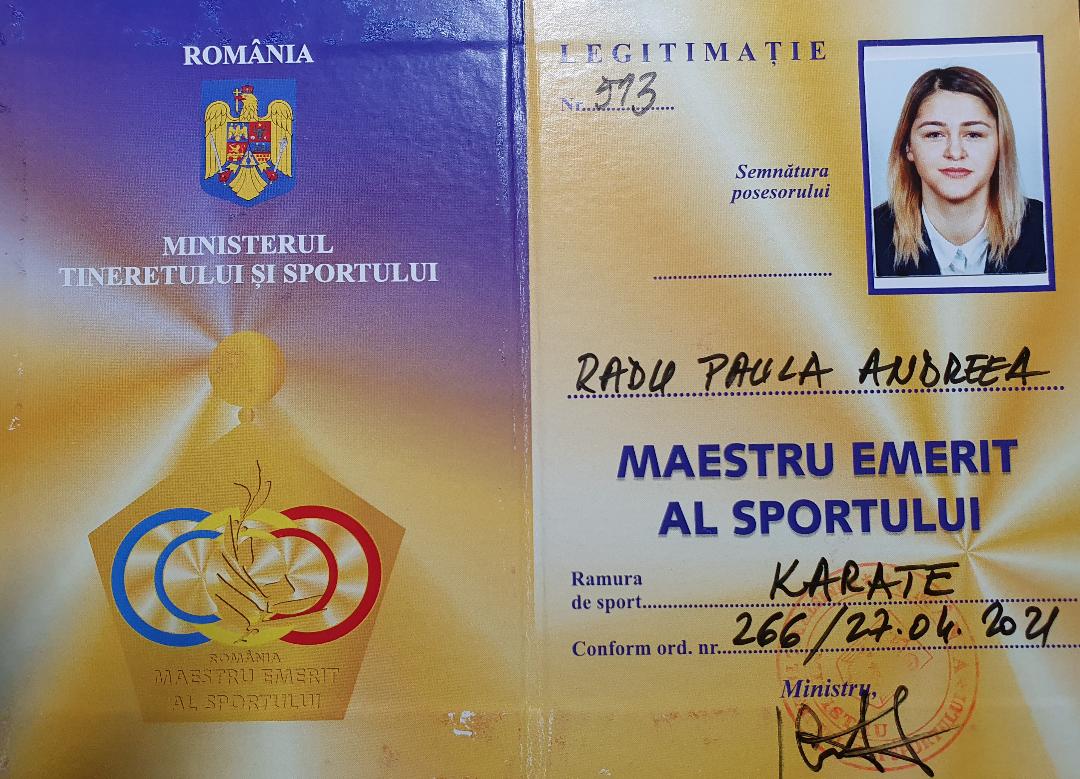 ROMÂNIA
MINISTERUL
TINERETULUI ȘI SPORTULUI
ROMÂNIA
MAESTRU EMERIT
AL SPORTULUI
LEGITIMAȚIE
Nr. 513
Semnătura
posesorului
RADU PAULA ANDREEA
MAESTRU EMERIT
AL SPORTULUI
Ramura
de sport KARATE
Conform ord. nr. 266/27.04.2021
Ministru,